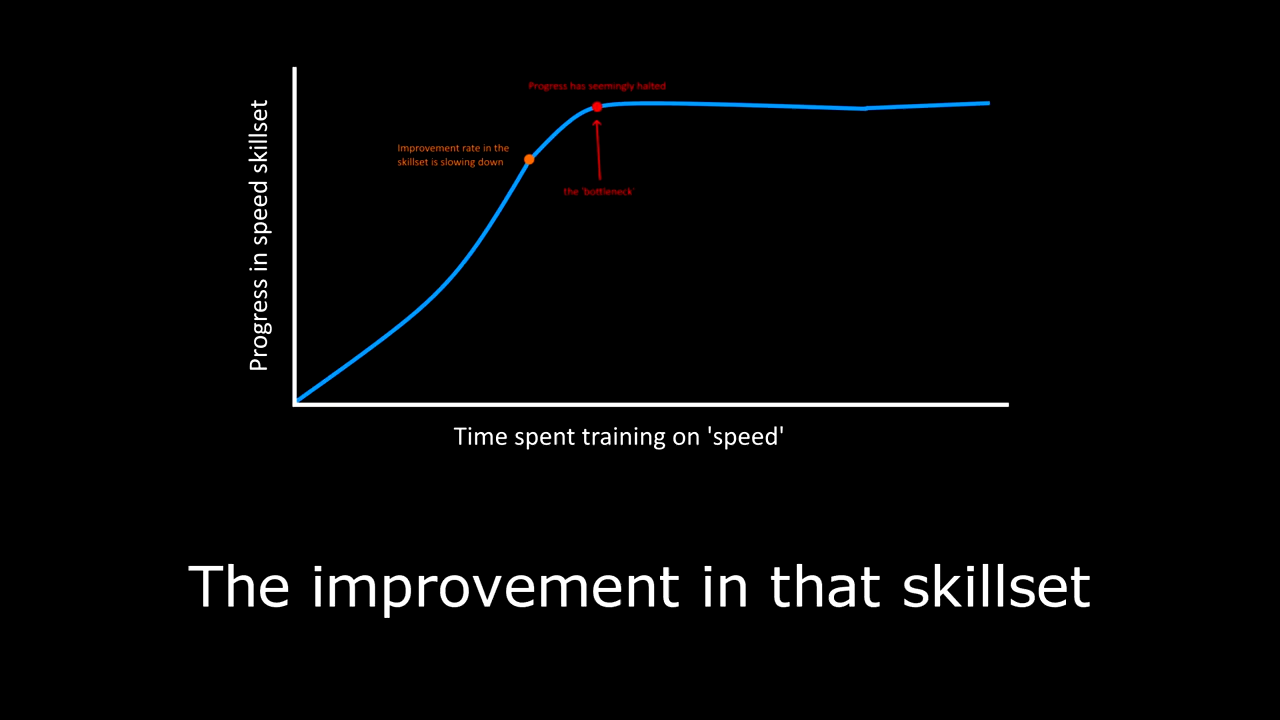 Progress has seemingly halted
Improvement rate in the
skillset is slowing down
the 'bottleneck'
Progress in speed skillset
Time spent training on 'speed'
The improvement in that skillset